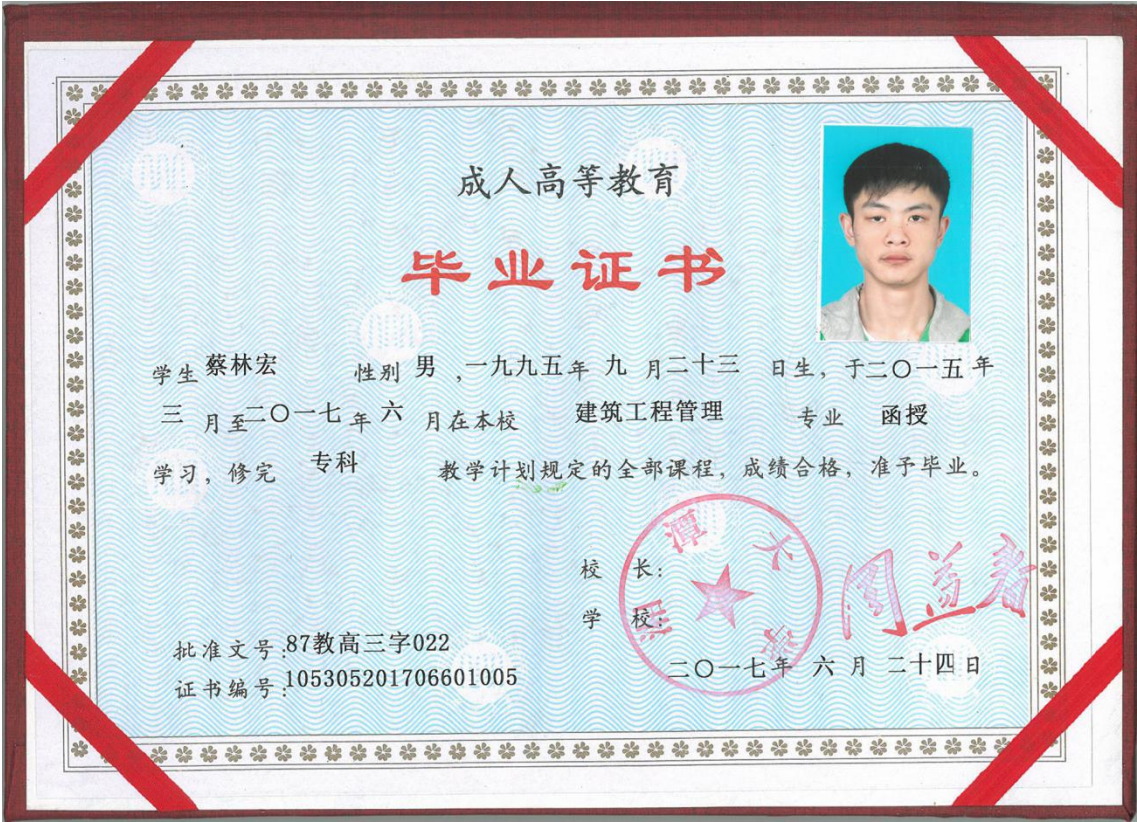 成人高等教育
毕业证书
学生 蔡林宏 性别 男 ,一九九五年 九 月二十三 日生，于二〇一五年
三 月至二〇一七年 六 月在本校 建筑工程管理 专业 函授
学习，修完 专科 教学计划规定的全部课程，成绩合格，准予毕业。
校 长:
学 校:
湘潭大学
批准文号:87教高三字022
证书编号:105305201706601005
二〇一七年 六 月 二十四日